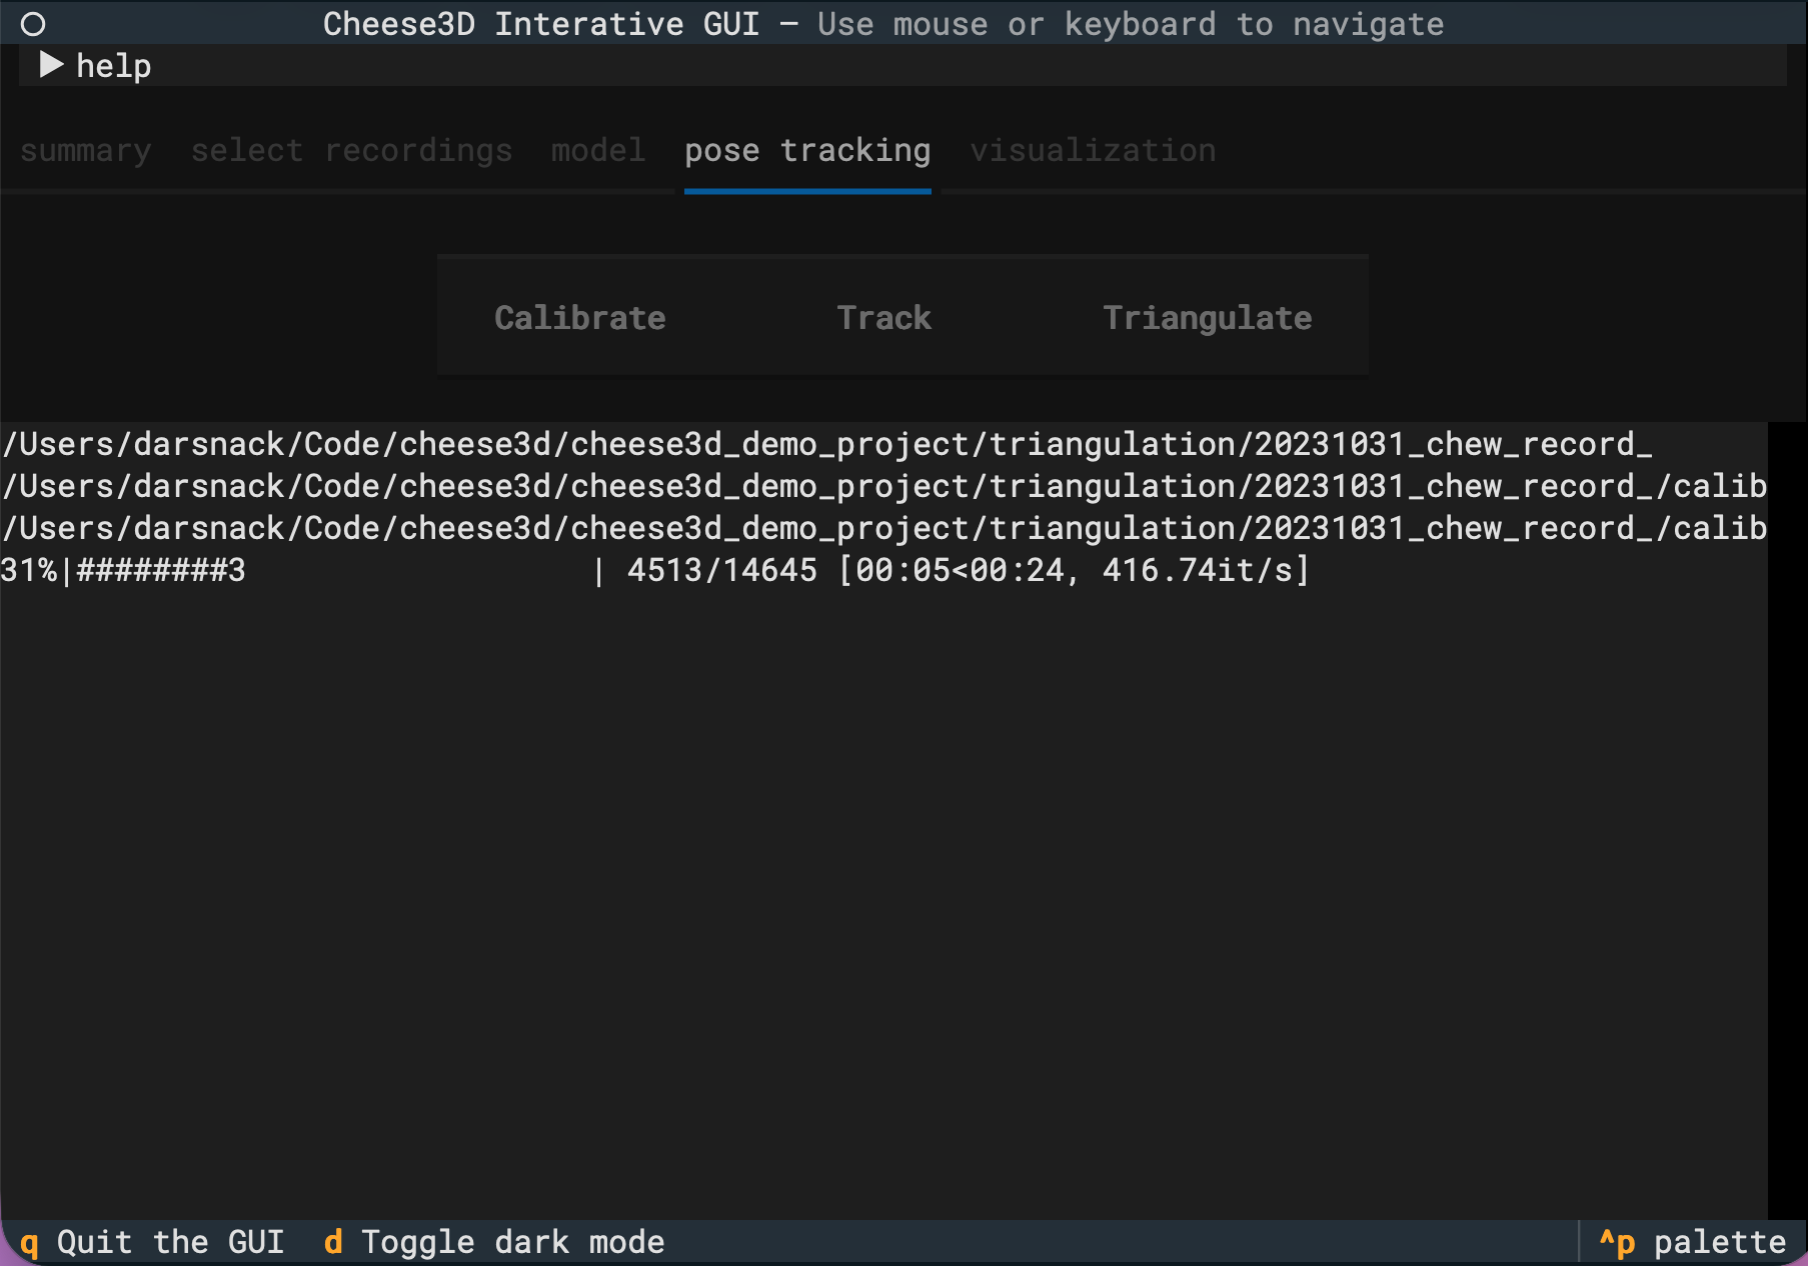 Cheese3D Interative GUI — Use mouse or keyboard to navigate
▶ help
summary select recordings model pose tracking visualization
Calibrate Track Triangulate
/Users/darsnack/Code/cheese3d/cheese3d_demo_project/triangulation/20231031_chew_record_
/Users/darsnack/Code/cheese3d/cheese3d_demo_project/triangulation/20231031_chew_record_/calib
/Users/darsnack/Code/cheese3d/cheese3d_demo_project/triangulation/20231031_chew_record_/calib
31%|########3 | 4513/14645 [00:05<00:24, 416.74it/s]
q Quit the GUI d Toggle dark mode ^p palette